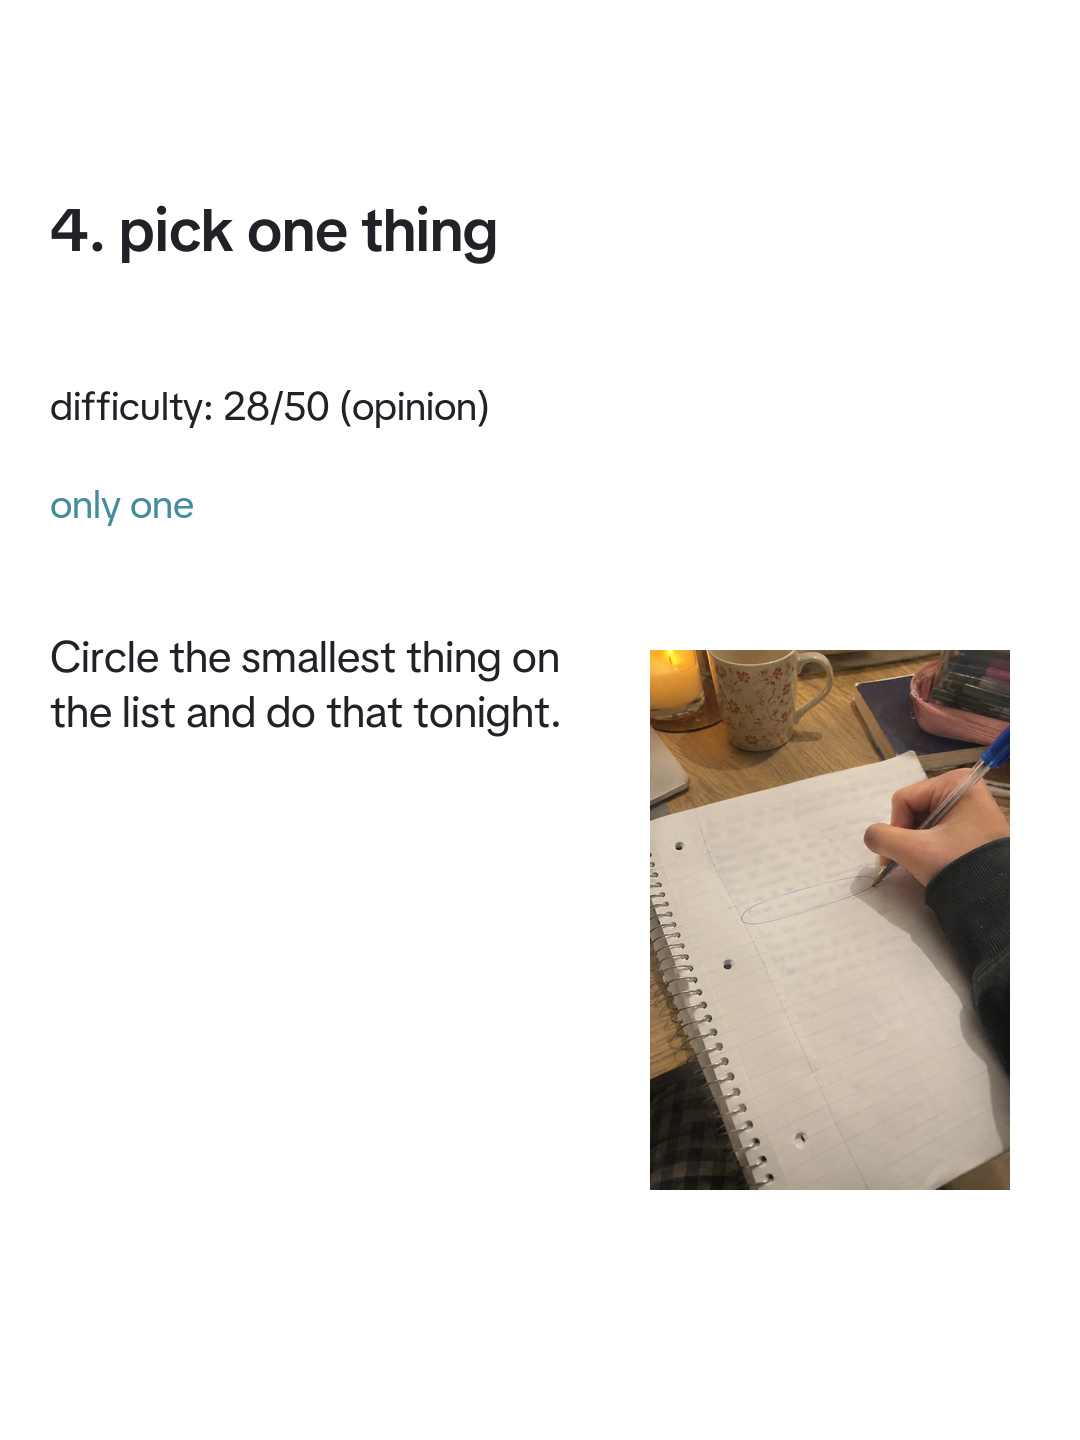 4. pick one thing
difficulty: 28/50 (opinion)
only one
Circle the smallest thing on
the list and do that tonight.